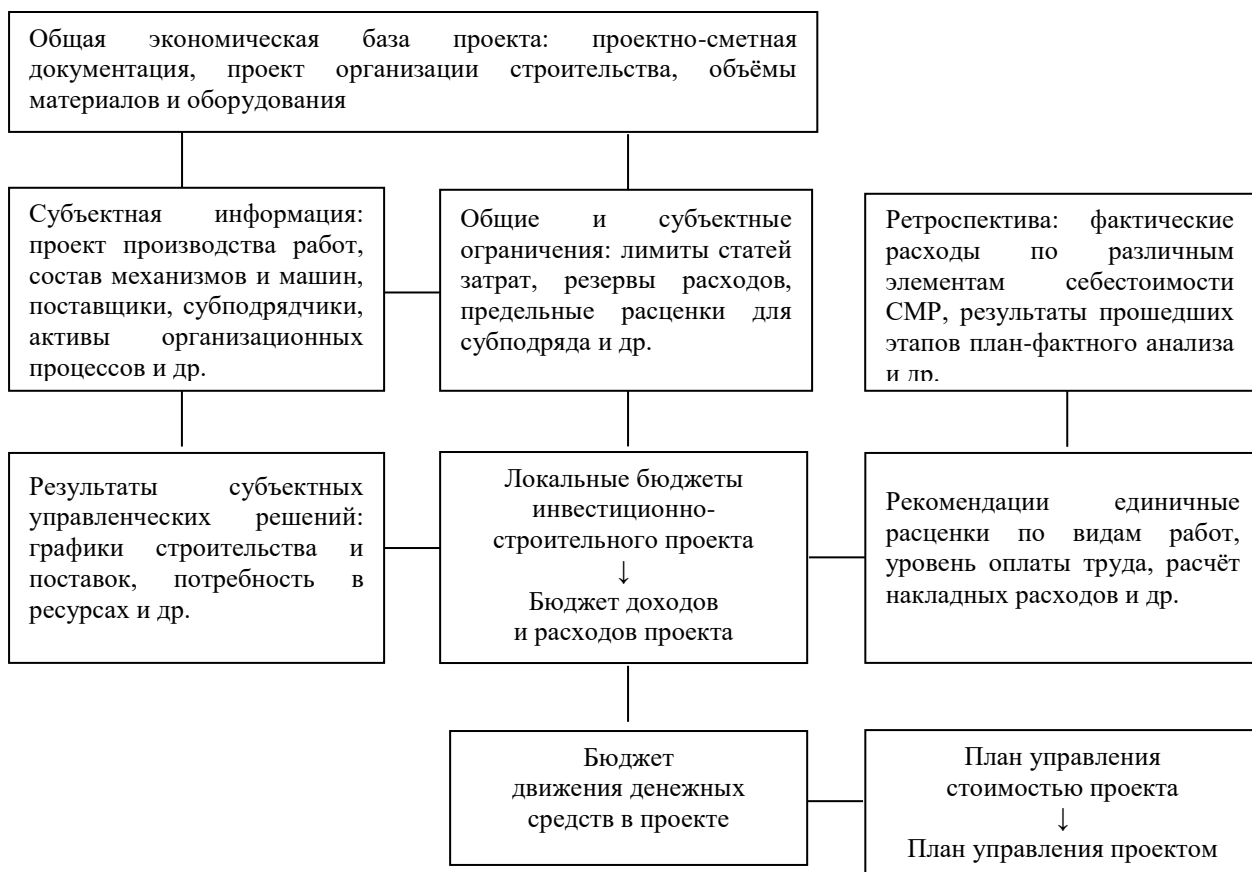 Общая экономическая база проекта: проектно-сметная
документация, проект организации строительства, объёмы
материалов и оборудования
Субъектная информация:
проект производства работ,
состав механизмов и машин,
поставщики, субподрядчики,
активы организационных
процессов и др.
Общие и субъектные
ограничения: лимиты статей
затрат, резервы расходов,
предельные расценки для
субподряда и др.
Ретроспектива: фактические
расходы по различным
элементам себестоимости
СМР, результаты прошедших
этапов план-фактного анализа
и др.
Результаты субъектных
управленческих решений:
графики строительства и
поставок, потребность в
ресурсах и др.
Локальные бюджеты
инвестиционно-
строительного проекта
↓
Бюджет доходов
и расходов проекта
Рекомендации единичные
расценки по видам работ,
уровень оплаты труда, расчёт
накладных расходов и др.
Бюджет
движения денежных
средств в проекте
План управления
стоимостью проекта
↓
План управления проектом